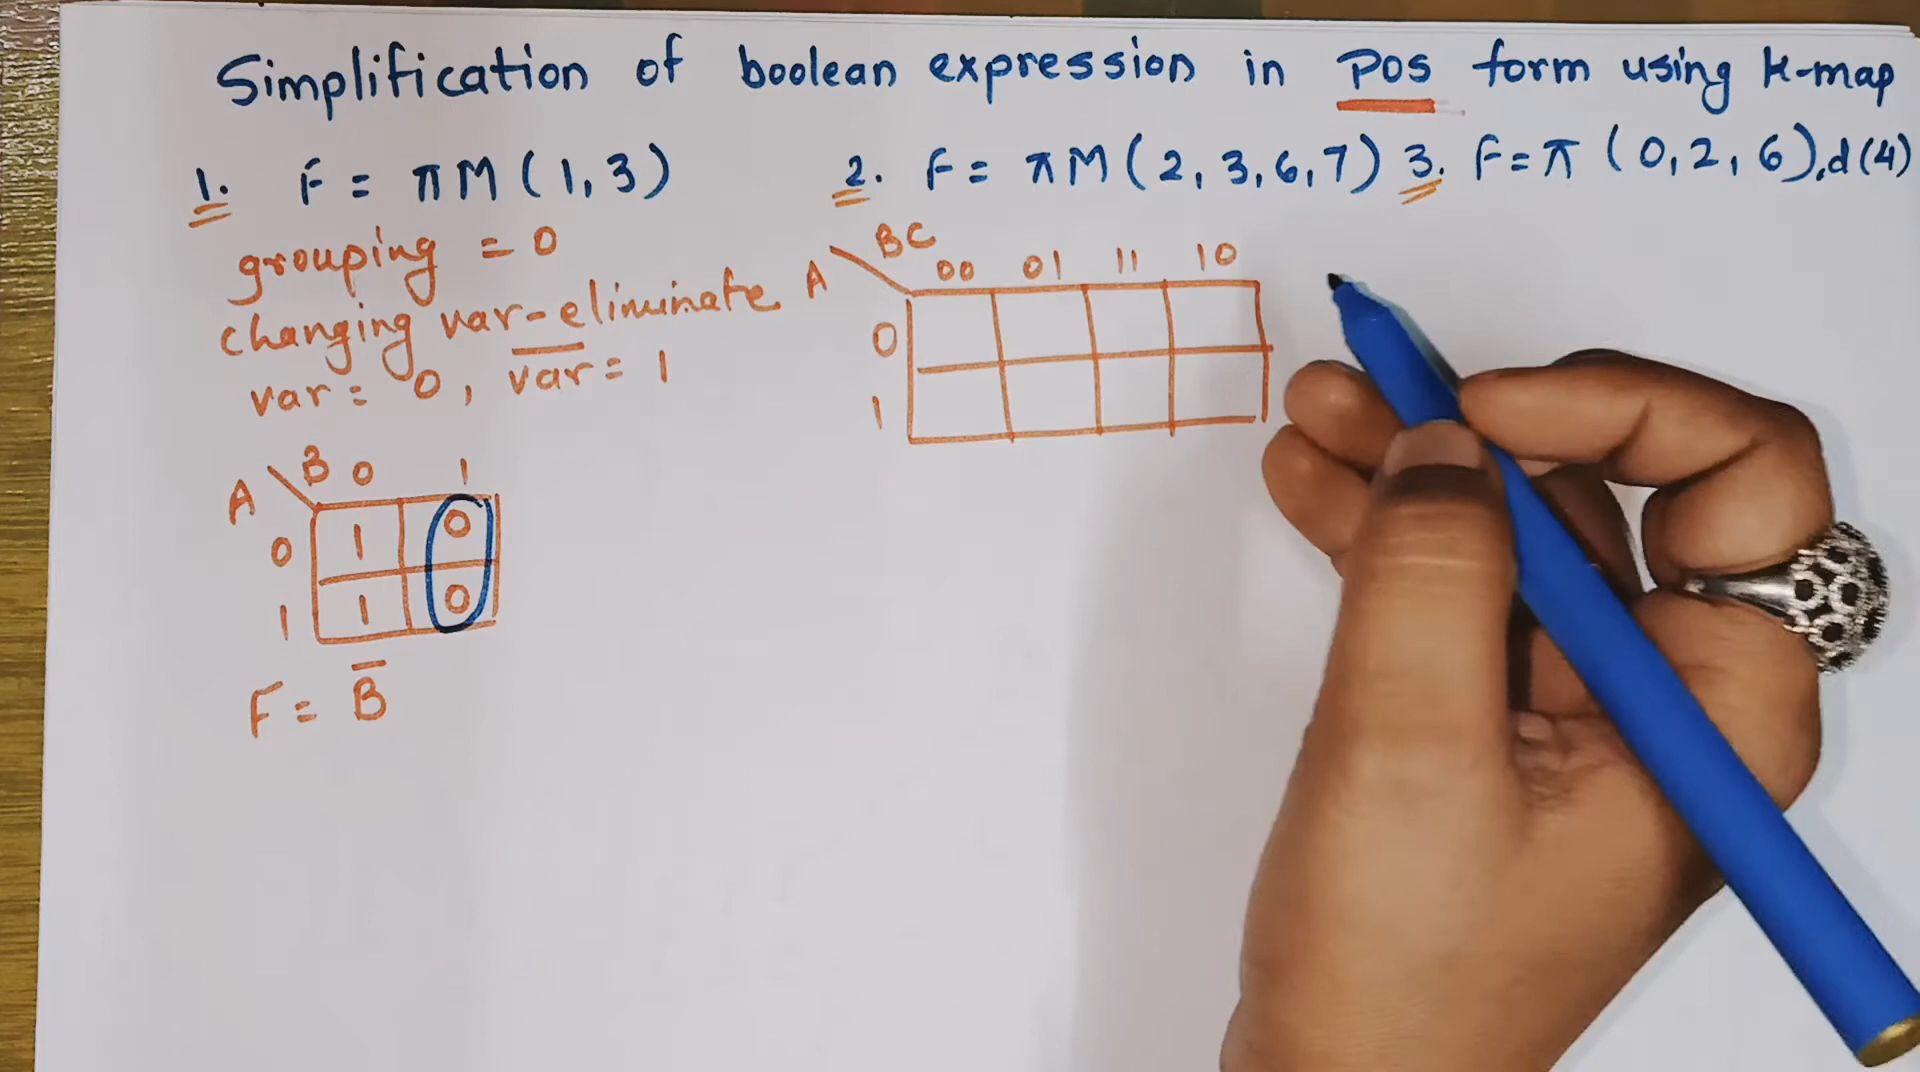 Simplification of boolean expression in POS form using K-map
1. F = πM (1,3)
2. F = πM (2, 3, 6, 7)
3. F = π (0, 2, 6).d(4)
grouping = 0
changing var - eliminate
var = 0, v̅a̅r̅ = 1
A B 0 1
0 1 0
1 1 0
F = B̅
A BC 00 01 11 10
0
1